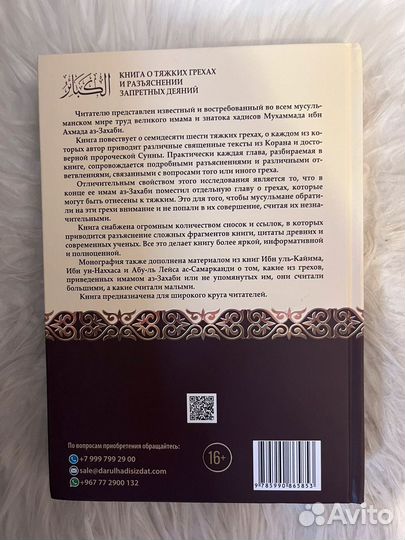 الكبائر
КНИГА О ТЯЖКИХ ГРЕХАХ
И РАЗЪЯСНЕНИИ
ЗАПРЕТНЫХ ДЕЯНИЙ
Читателю представлен известный и востребованный во всем мусуль-
манском мире труд великого имама и знатока хадисов Мухаммада ибн
Ахмада аз-Захаби.
Книга повествует о семидесяти шести тяжких грехах, о каждом из ко-
торых автор приводит различные священные тексты из Корана и досто-
верной пророческой Сунны. Практически каждая глава, разбираемая в
книге, сопровождается подробными разъяснениями и различными от-
ветвлениями, связанными с вопросами того или иного греха.
Отличительным свойством этого исследования является то, что в
конце ее имам аз-Захаби поместил отдельную главу о грехах, которые
могут быть отнесены к тяжким. Это для того, чтобы мусульмане обрати-
ли на эти грехи внимание и не попали в их совершение, считая их незна-
чительными.
Книга снабжена огромным количеством сносок и ссылок, в которых
приводится разъяснение сложных фрагментов книги, цитаты древних и
современных ученых. Все это делает книгу более яркой, информативной
и полноценной.
Монография также дополнена материалом из книг Ибн уль-Кайима,
Ибн ун-Наххаса и Абу-ль Лейса ас-Самарканди о том, какие из грехов,
приведенных имамом аз-Захаби или не упомянутых им, они считали
большими, а какие считали малыми.
Книга предназначена для широкого круга читателей.
По вопросам приобретения обращайтесь:
+7 999 799 29 00
sale@darulhadisizdat.com
+967 77 2900 132
16+
9 785990 865853
Avito